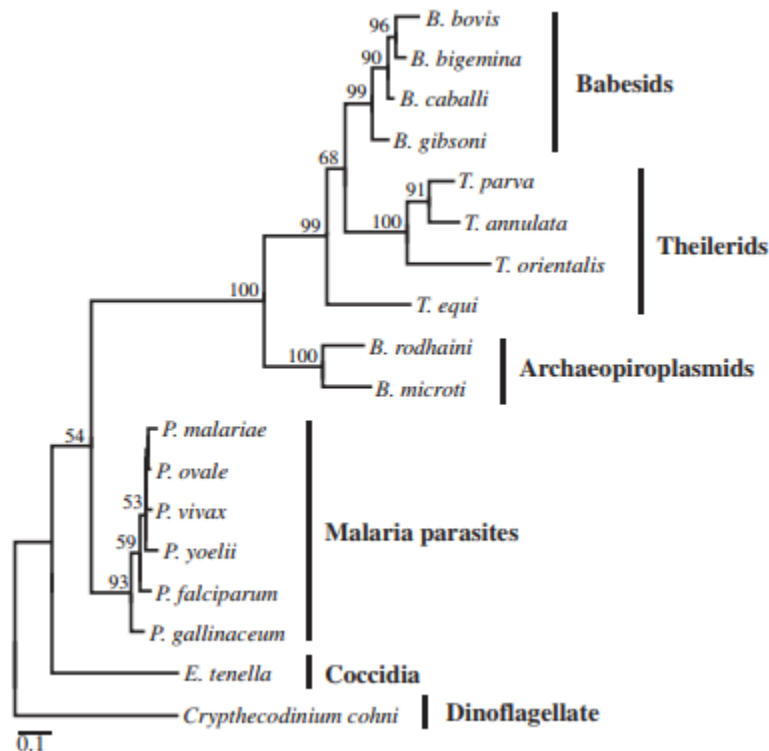 96
B. bovis
B. bigemina
90
Babesids
99
B. caballi
B. gibsoni
68
T. parva
91
T. annulata
100
99
Theilerids
T. orientalis
100
T. equi
B. rodhaini
100
Archaeopiroplasmids
B. microti
54
P. malariae
P. ovale
53
P. vivax
Malaria parasites
59
P. yoelii
93
P. falciparum
P. gallinaceum
E. tenella
Coccidia
Crypthecodinium cohni
Dinoflagellate
0.1